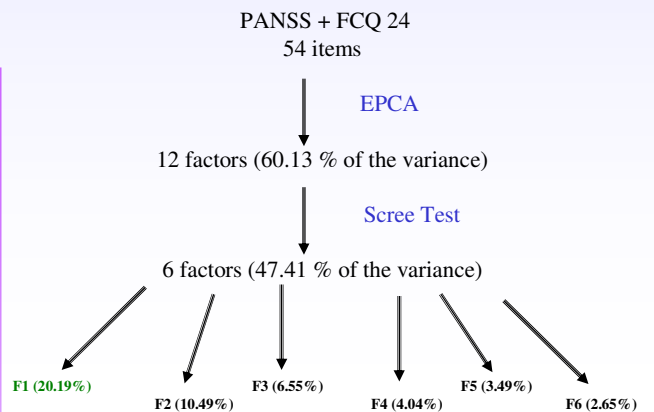 PANSS + FCQ 24
54 items
EPCA
12 factors (60.13 % of the variance)
Scree Test
6 factors (47.41 % of the variance)
F1 (20.19%)
F2 (10.49%)
F3 (6.55%)
F4 (4.04%)
F5 (3.49%)
F6 (2.65%)